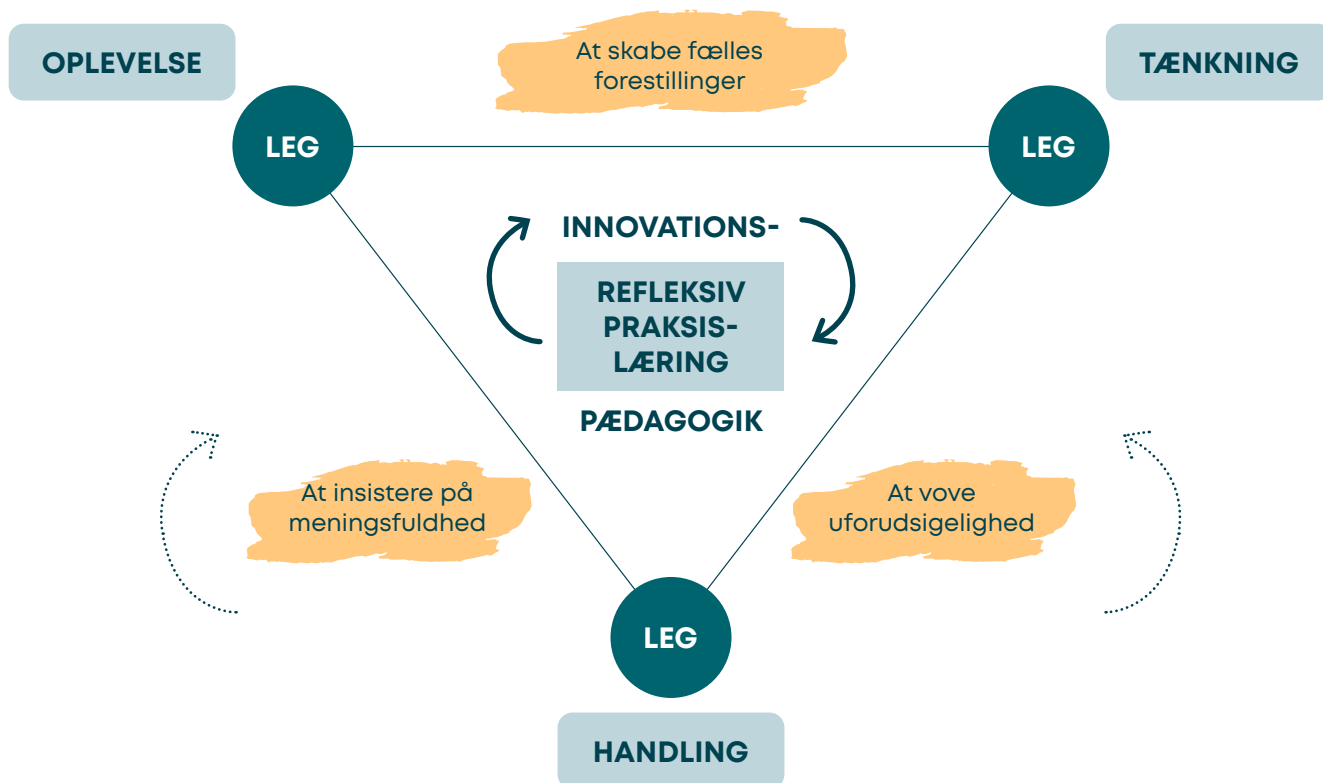 OPLEVELSE
At skabe fælles
forestillinger
TÆNKNING
LEG
LEG
INNOVATIONS-
REFLEKSIV
PRAKSIS-
LÆRING
PÆDAGOGIK
At insistere på
meningsfuldhed
At vove
uforudsigelighed
LEG
HANDLING